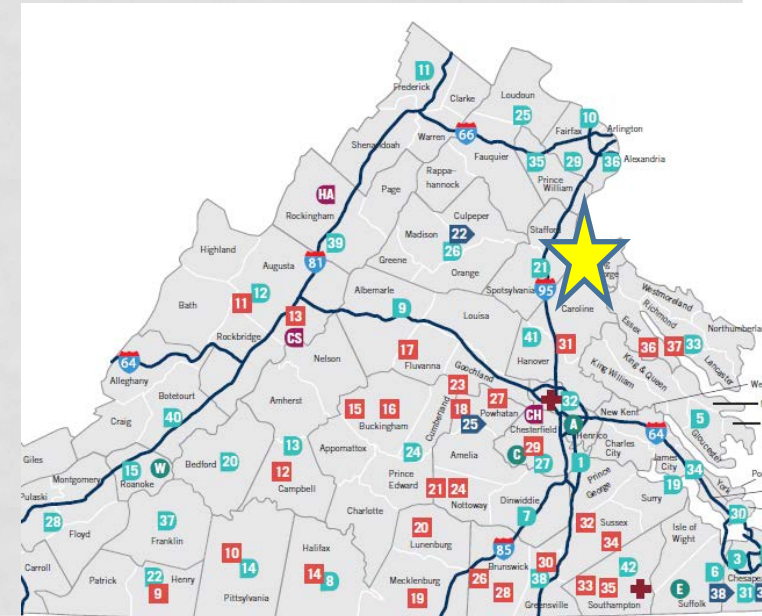 11
Frederick
Clarke
Loudoun
25
10
Fairfax
Arlington
66
Warren
Shenandoah
Fauquier
35
29
36
Alexandria
Prince
William
Rappa-
hannock
Page
HA
Rockingham
Culpeper
Madison
22
26
Stafford
39
Highland
Augusta
81
Greene
Orange
21
Spotsylvania
95
Westmoreland
Bath
11
12
Albemarle
Richmond
Caroline
Northumberla
13
CS
9
Louisa
Essex
Rockbridge
41
Hanover
31
36
37
33
64
Nelson
17
Fluvanna
King & Queen
Lancaster
Alleghany
Goochland
King William
Botetourt
23
Amherst
15
16
Buckingham
Cumberland
18
27
Powhatan
32
New Kent
We
Craig
40
25
CH
Chesterfield
A
Henrico
64
5
Gloucester
Appomattox
29
Charles
City
James
City
Giles
13
24
Amelia
C
27
1
Montgomery
15
W
Roanoke
Bedford
20
12
Campbell
Prince
Edward
Prince
George
19
34
York
Po
Pulaski
21
24
Nottoway
Dinwiddie
Surry
28
Floyd
37
Franklin
Charlotte
20
Lunenburg
7
32
Sussex
34
Isle of
Wight
30
Carroll
10
14
Halifax
85
Brunswick
30
42
3
Patrick
22
Henry
9
Pittsylvania
14
8
Mecklenburg
19
26
28
38
Greensville
33
35
Southampton
E
Suffolk
6
Chesape
38
31